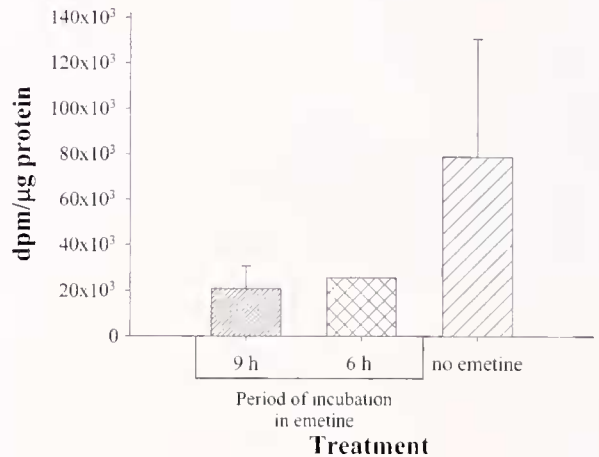 140x10³
120x10³
100x10³
80x10³
60x10³
40x10³
20x10³
0
dpm/µg protein
9 h
6 h
no emetine
Period of incubation
in emetine
Treatment